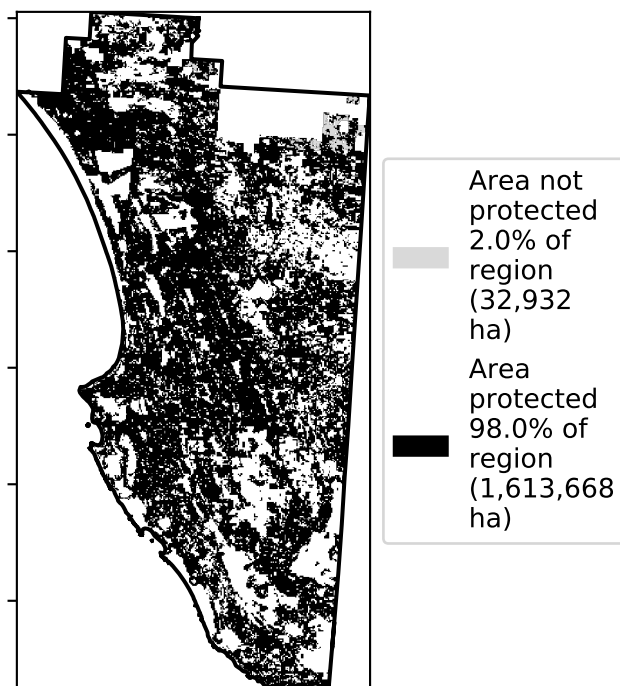 Area not
protected
2.0% of
region
(32,932
ha)
Area
protected
98.0% of
region
(1,613,668
ha)